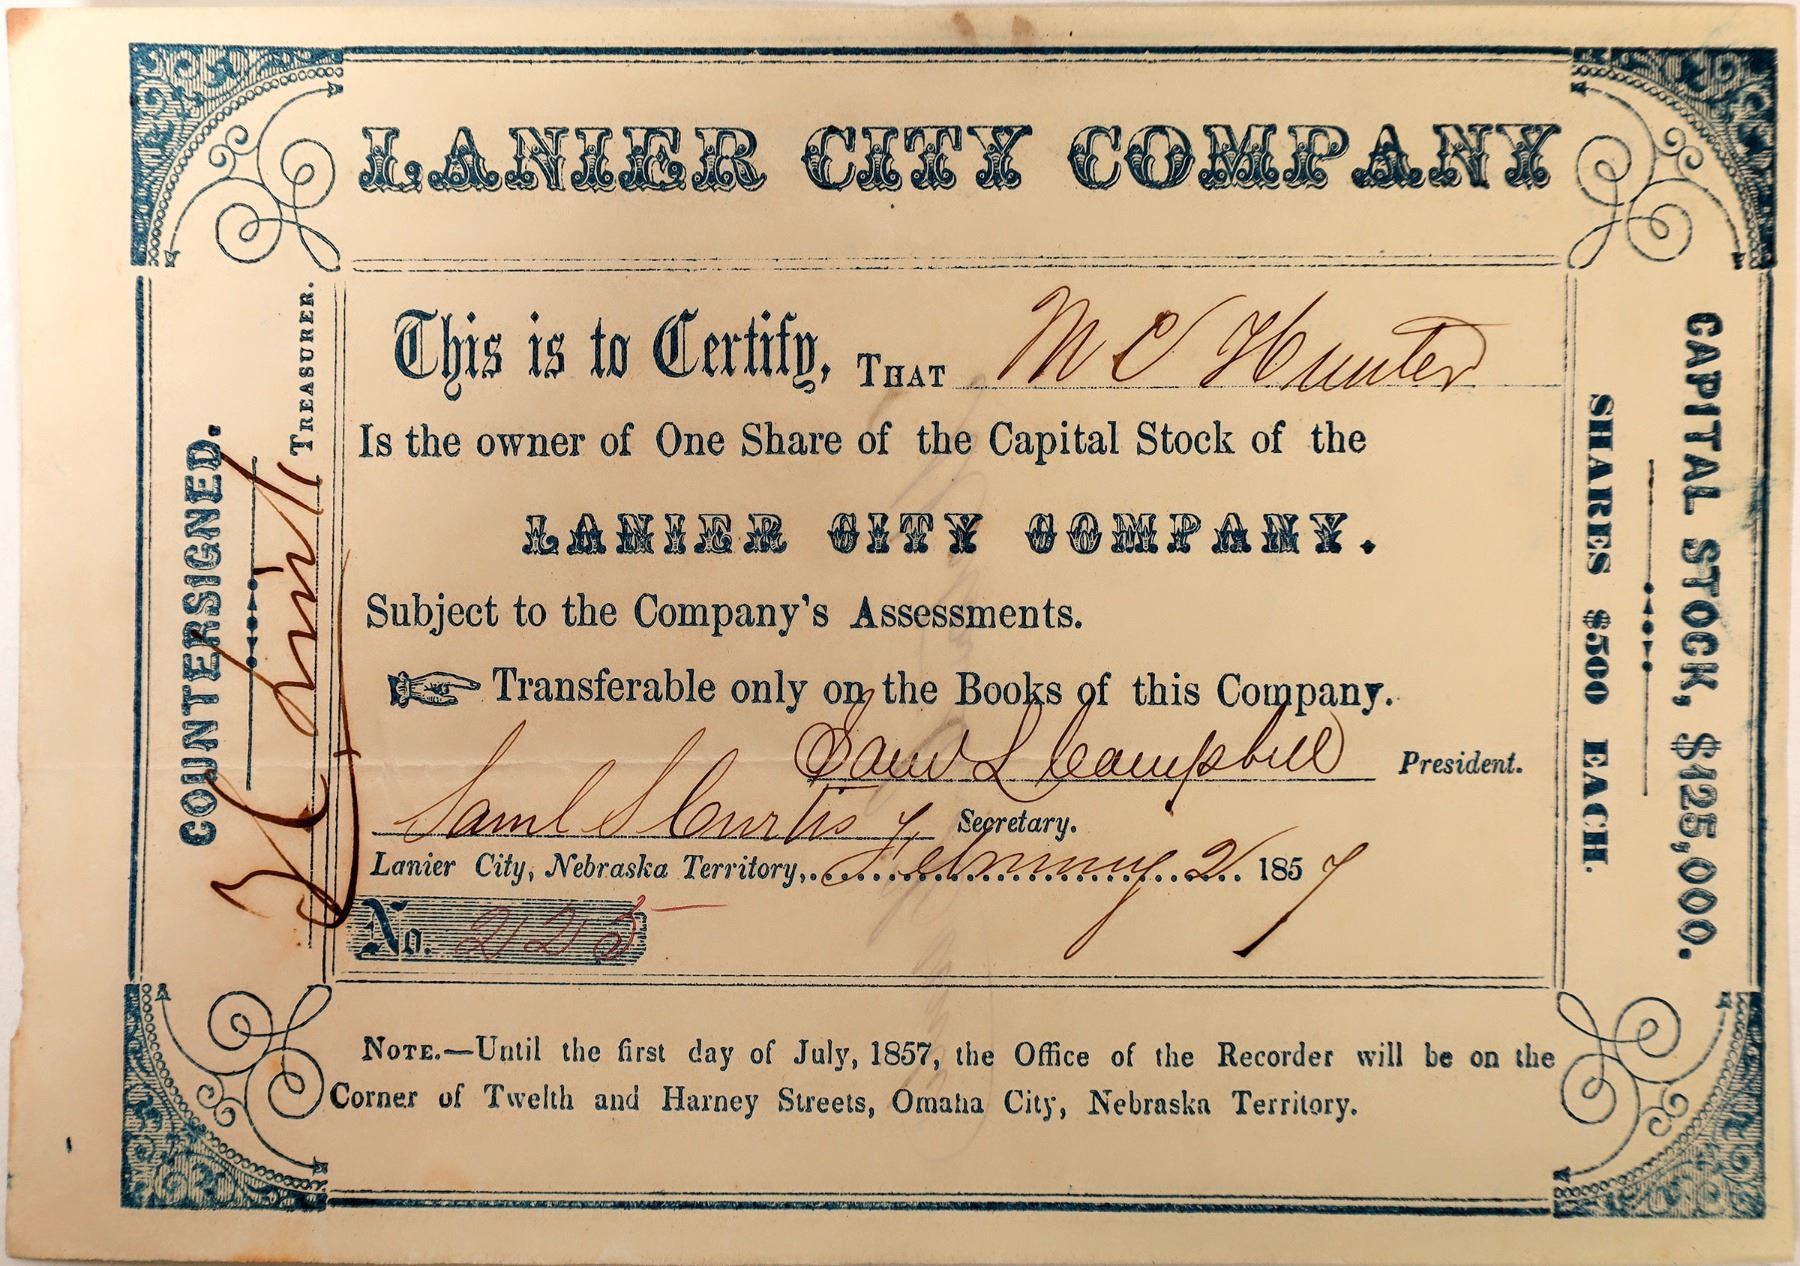 LANIER CITY COMPANY
This is to Certify, THAT M C Hunter
Is the owner of One Share of the Capital Stock of the
LANIER CITY COMPANY.
Subject to the Company's Assessments.
Transferable only on the Books of this Company.
Saml L Campbell President.
Saml S Curtis Secretary.
Lanier City, Nebraska Territory, February 2 1857
No. 225
NOTE.—Until the first day of July, 1857, the Office of the Recorder will be on the
Corner of Twelth and Harney Streets, Omaha City, Nebraska Territory.
COUNTERSIGNED.
Smith TREASURER.
CAPITAL STOCK, $125,000.
SHARES $500 EACH.